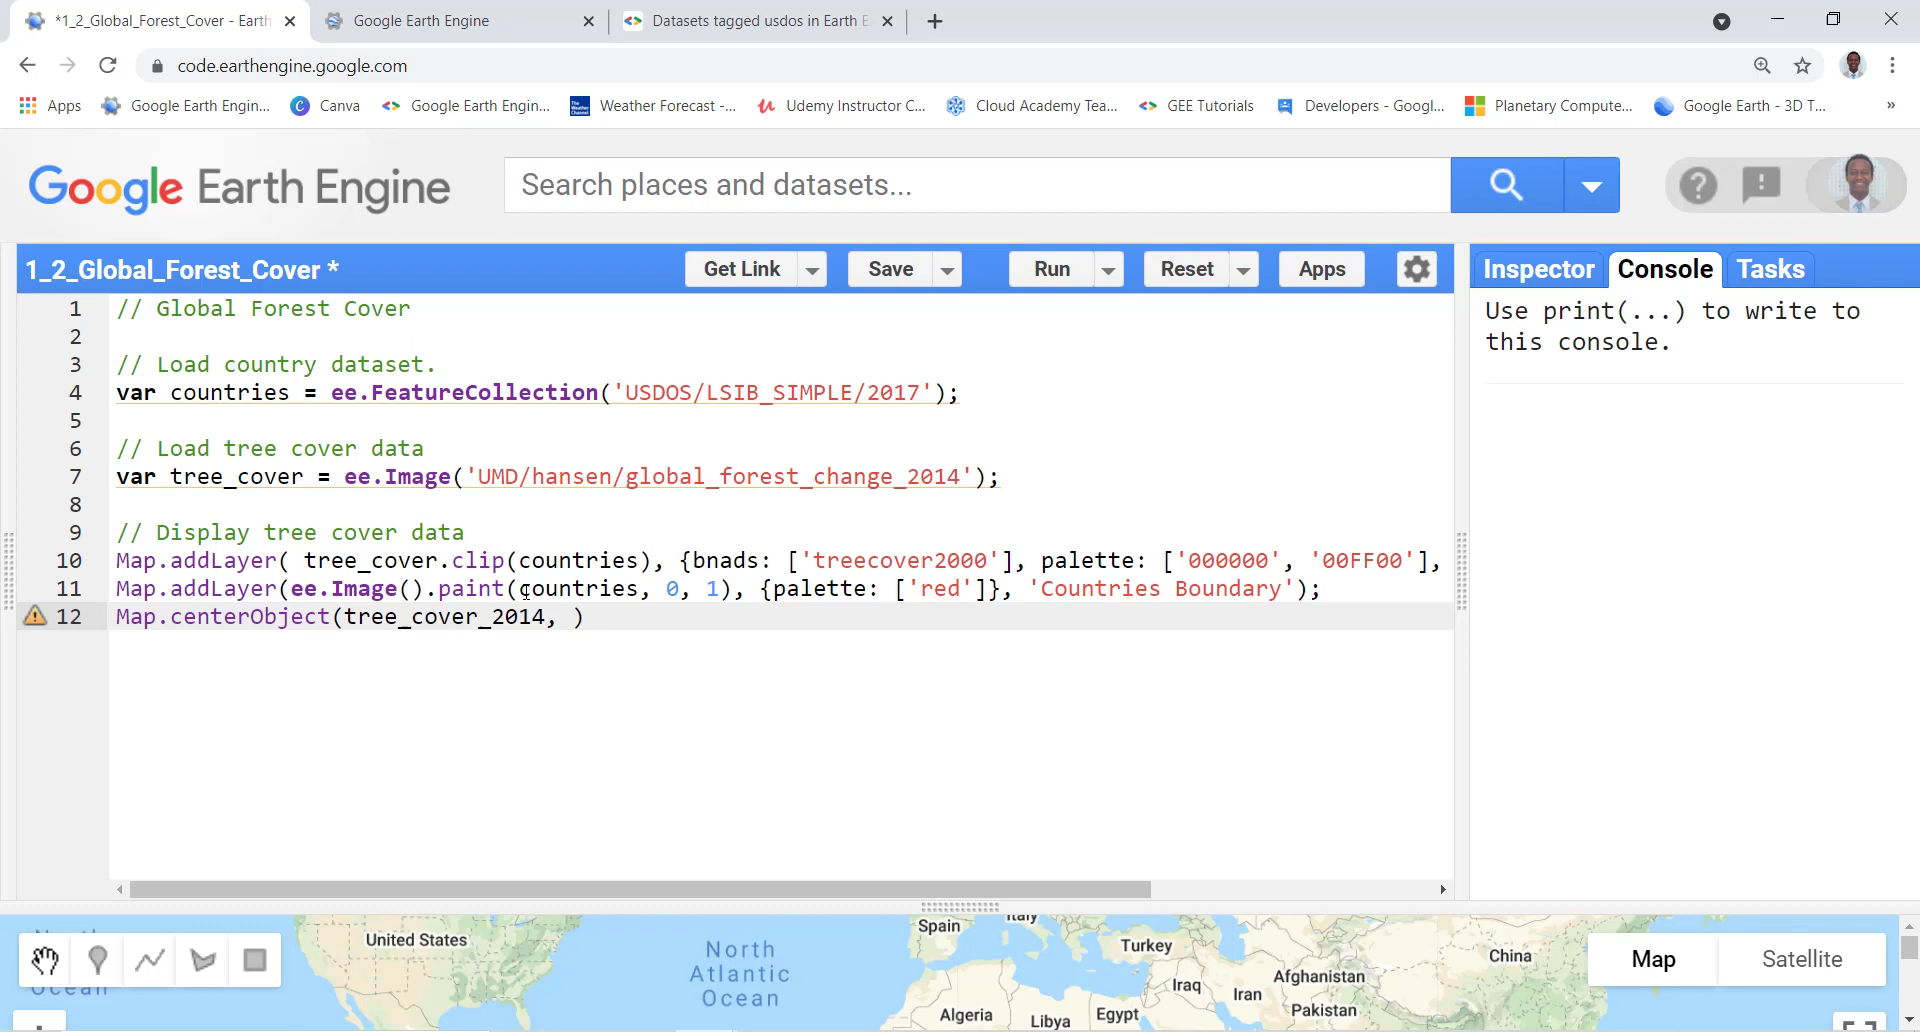 *1_2_Global_Forest_Cover - Earth
Google Earth Engine
Datasets tagged usdos in Earth E
code.earthengine.google.com
Apps
Google Earth Engin...
Canva
Google Earth Engin...
Weather Forecast -...
Udemy Instructor C...
Cloud Academy Tea...
GEE Tutorials
Developers - Googl...
Planetary Compute...
Google Earth - 3D T...
»
Google Earth Engine
Search places and datasets...
1_2_Global_Forest_Cover *
Get Link
Save
Run
Reset
Apps
Inspector
Console
Tasks
Use print(...) to write to
this console.
1 // Global Forest Cover
2
3 // Load country dataset.
4 var countries = ee.FeatureCollection('USDOS/LSIB_SIMPLE/2017');
5
6 // Load tree cover data
7 var tree_cover = ee.Image('UMD/hansen/global_forest_change_2014');
8
9 // Display tree cover data
10 Map.addLayer( tree_cover.clip(countries), {bnads: ['treecover2000'], palette: ['000000', '00FF00'],
11 Map.addLayer(ee.Image().paint(countries, 0, 1), {palette: ['red']}, 'Countries Boundary');
12 Map.centerObject(tree_cover_2014, )
United States
North
Atlantic
Ocean
Spain
Italy
Turkey
Algeria
Libya
Egypt
Iraq
Iran
Afghanistan
Pakistan
China
Map
Satellite